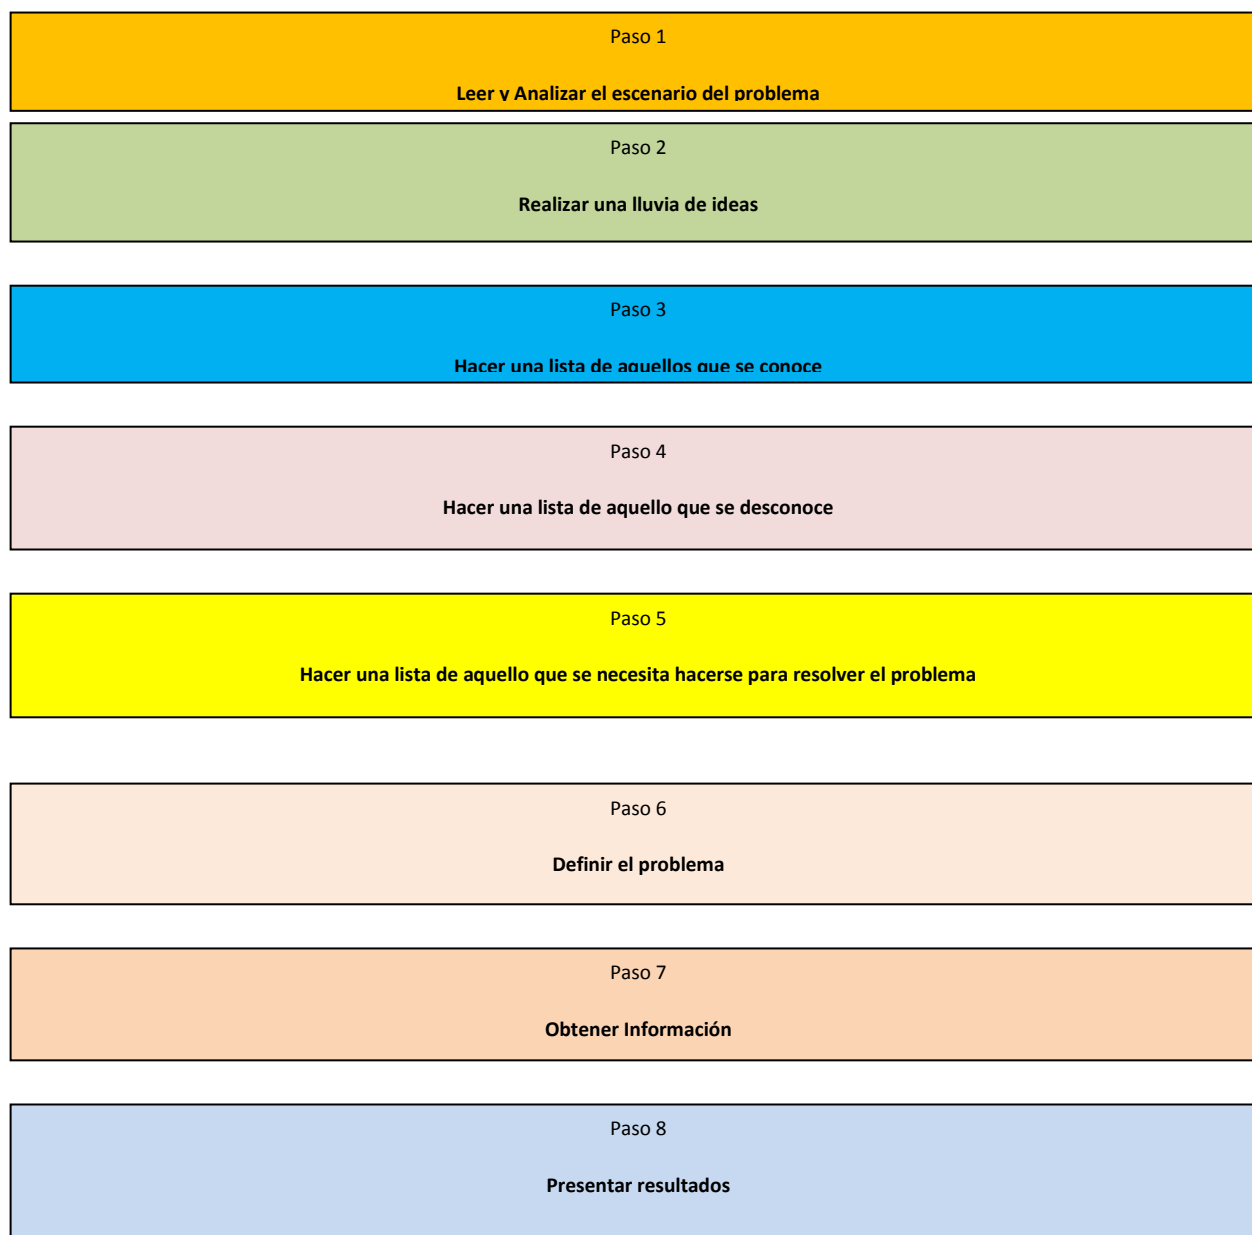 Paso 1
Leer y Analizar el escenario del problema
Paso 2
Realizar una lluvia de ideas
Paso 3
Hacer una lista de aquellos que se conoce
Paso 4
Hacer una lista de aquello que se desconoce
Paso 5
Hacer una lista de aquello que se necesita hacerse para resolver el problema
Paso 6
Definir el problema
Paso 7
Obtener Información
Paso 8
Presentar resultados